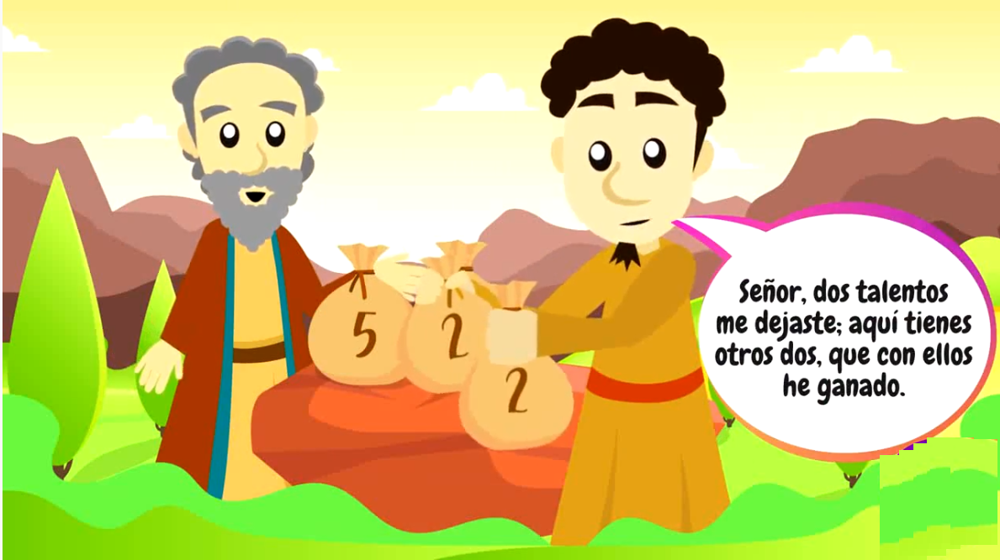 5
2
2
Señor, dos talentos
me dejaste; aquí tienes
otros dos, que con ellos
he ganado.